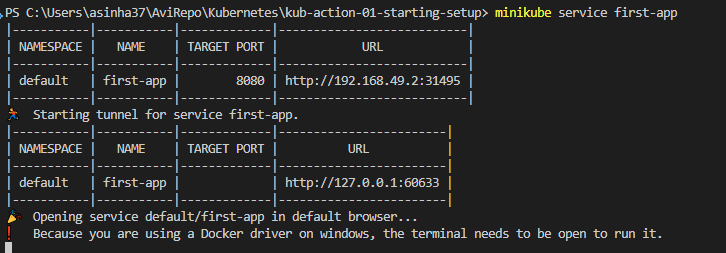 PS C:\Users\asinha37\AviRepo\Kubernetes\kub-action-01-starting-setup> minikube service first-app
|-----------|-----------|-------------|---------------------------|
| NAMESPACE |   NAME    | TARGET PORT |            URL            |
|-----------|-----------|-------------|---------------------------|
| default   | first-app |        8080 | http://192.168.49.2:31495 |
|-----------|-----------|-------------|---------------------------|
🏃  Starting tunnel for service first-app.
|-----------|-----------|-------------|------------------------|
| NAMESPACE |   NAME    | TARGET PORT |          URL           |
|-----------|-----------|-------------|------------------------|
| default   | first-app |             | http://127.0.0.1:60633 |
|-----------|-----------|-------------|------------------------|
🎉  Opening service default/first-app in default browser...
❗  Because you are using a Docker driver on windows, the terminal needs to be open to run it.